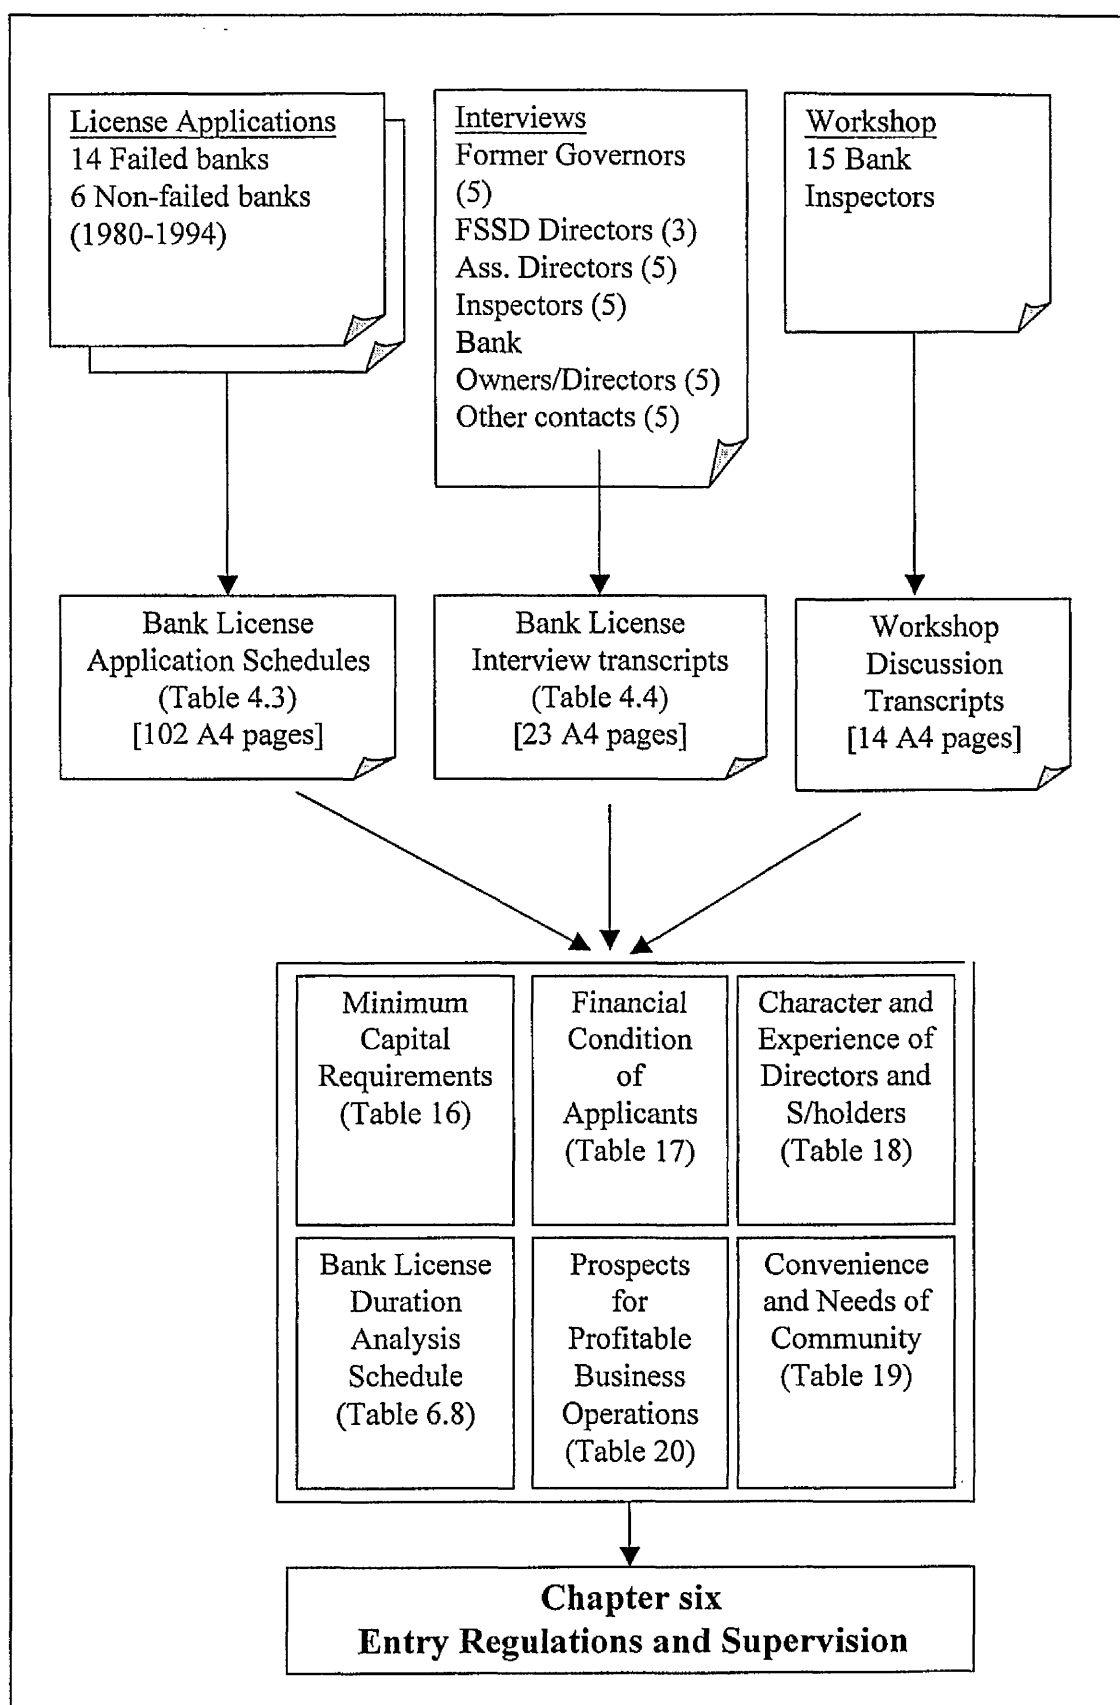 License Applications
14 Failed banks
6 Non-failed banks
(1980-1994)
Interviews
Former Governors
(5)
FSSD Directors (3)
Ass. Directors (5)
Inspectors (5)
Bank
Owners/Directors (5)
Other contacts (5)
Workshop
15 Bank
Inspectors
Bank License
Application Schedules
(Table 4.3)
[102 A4 pages]
Bank License
Interview transcripts
(Table 4.4)
[23 A4 pages]
Workshop
Discussion
Transcripts
[14 A4 pages]
Minimum
Capital
Requirements
(Table 16)
Financial
Condition
of
Applicants
(Table 17)
Character and
Experience of
Directors and
S/holders
(Table 18)
Bank License
Duration
Analysis
Schedule
(Table 6.8)
Prospects
for
Profitable
Business
Operations
(Table 20)
Convenience
and Needs of
Community
(Table 19)
Chapter six
Entry Regulations and Supervision